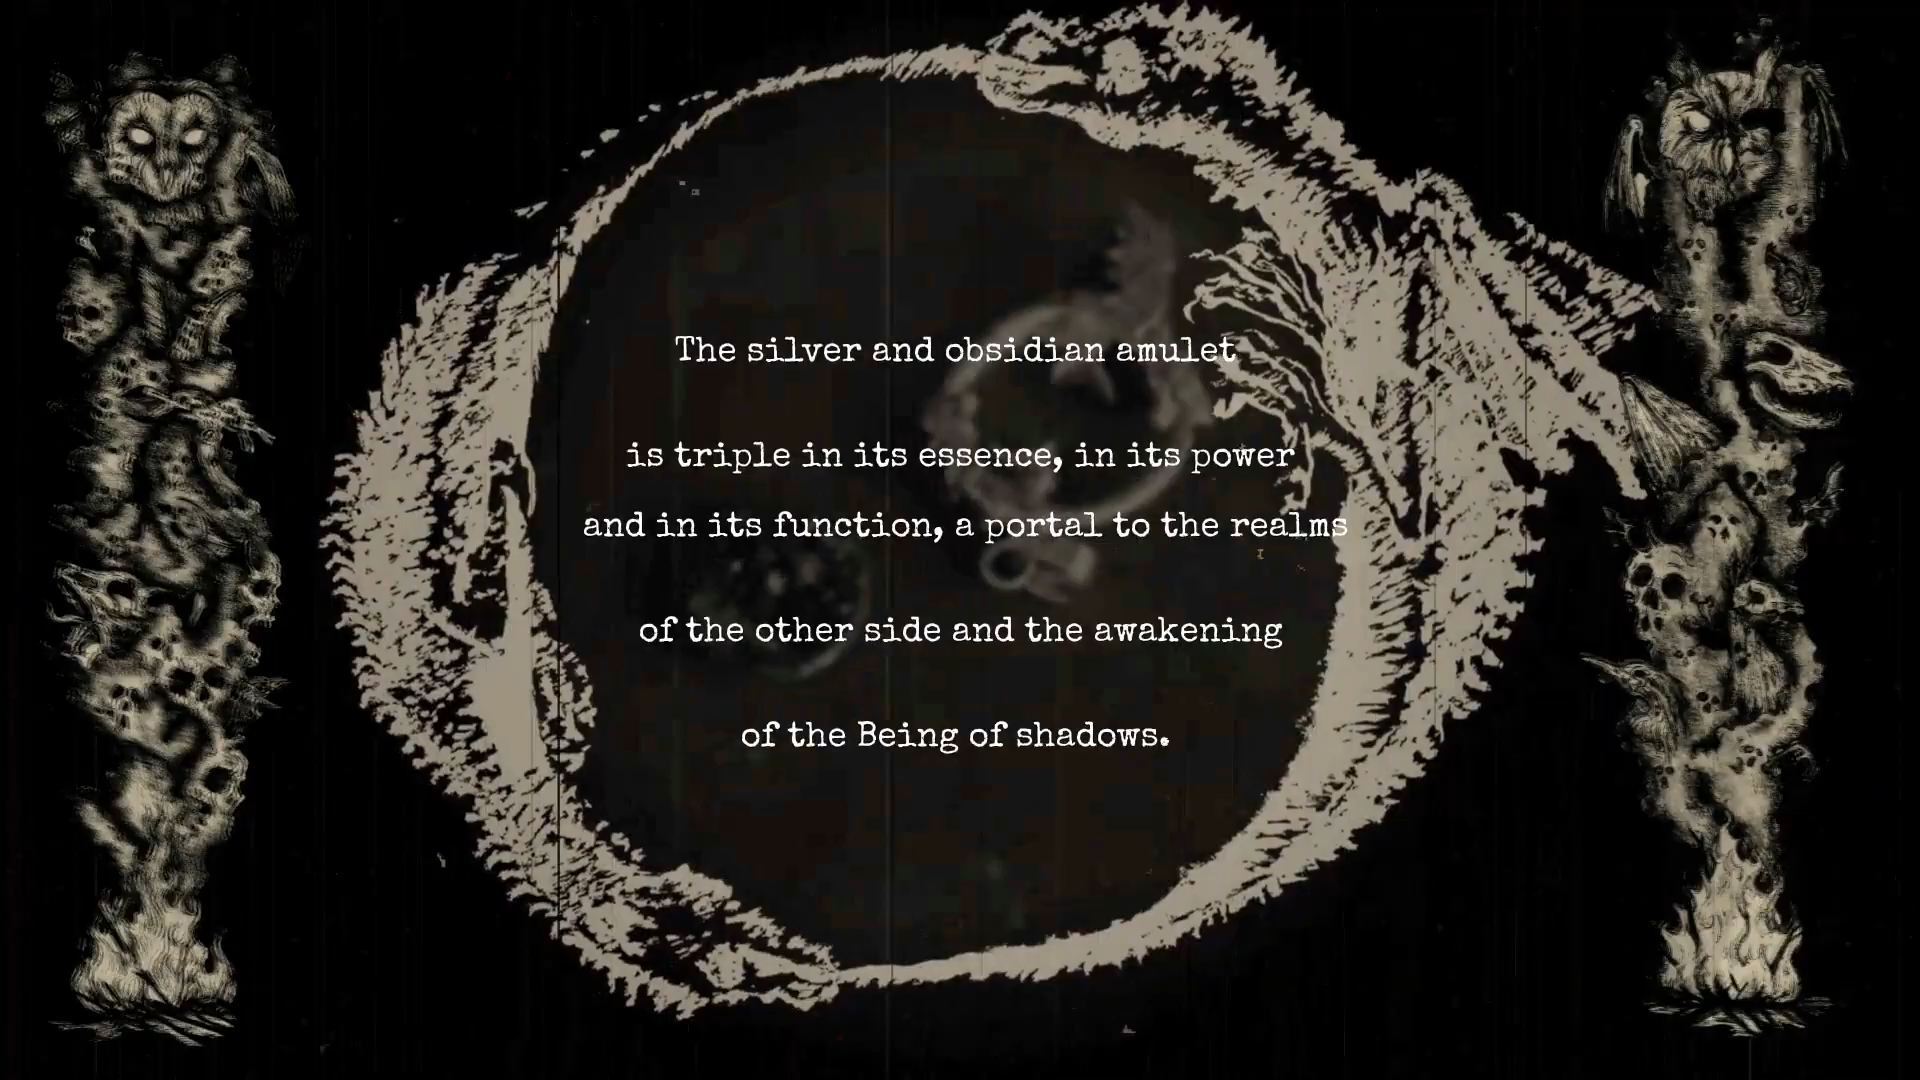 The silver and obsidian amulet
is triple in its essence, in its power
and in its function, a portal to the realms
of the other side and the awakening
of the Being of shadows.